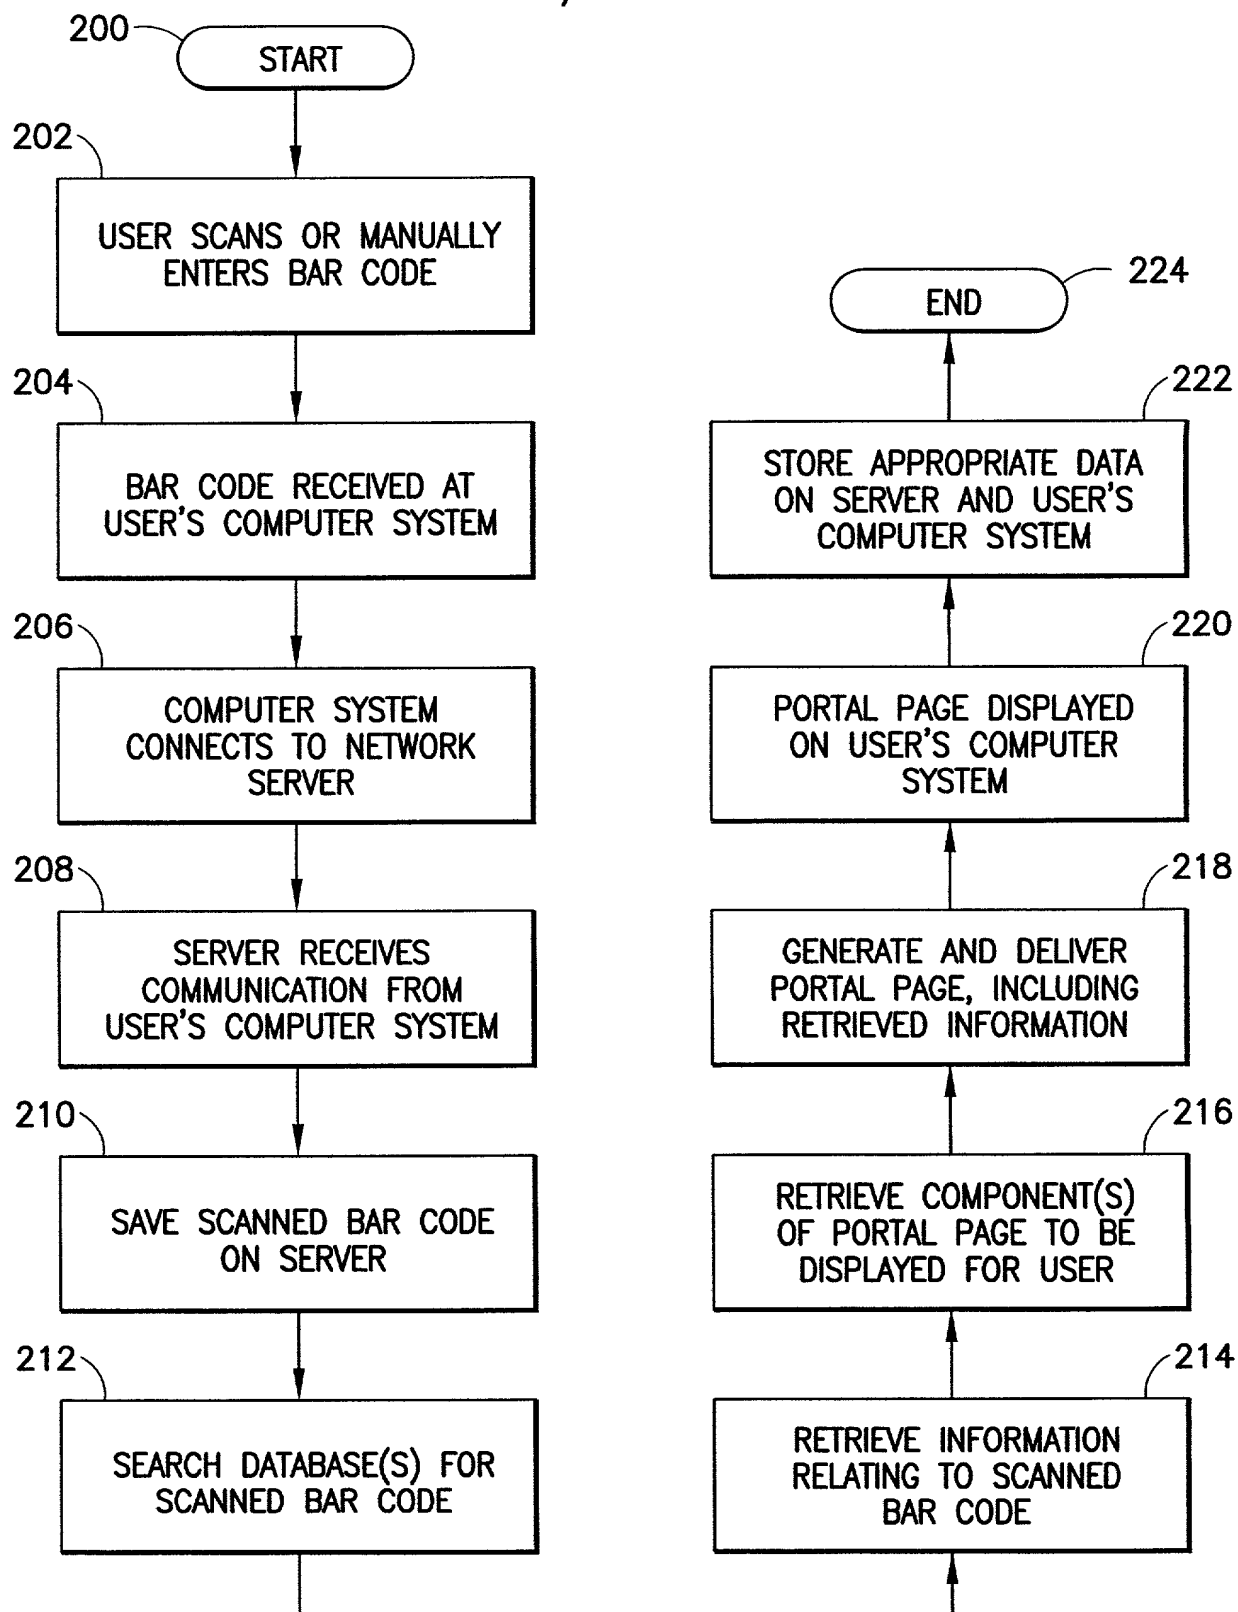 200
START
202
USER SCANS OR MANUALLY
ENTERS BAR CODE
204
BAR CODE RECEIVED AT
USER'S COMPUTER SYSTEM
206
COMPUTER SYSTEM
CONNECTS TO NETWORK
SERVER
208
SERVER RECEIVES
COMMUNICATION FROM
USER'S COMPUTER SYSTEM
210
SAVE SCANNED BAR CODE
ON SERVER
212
SEARCH DATABASE(S) FOR
SCANNED BAR CODE
224
END
222
STORE APPROPRIATE DATA
ON SERVER AND USER'S
COMPUTER SYSTEM
220
PORTAL PAGE DISPLAYED
ON USER'S COMPUTER
SYSTEM
218
GENERATE AND DELIVER
PORTAL PAGE, INCLUDING
RETRIEVED INFORMATION
216
RETRIEVE COMPONENT(S)
OF PORTAL PAGE TO BE
DISPLAYED FOR USER
214
RETRIEVE INFORMATION
RELATING TO SCANNED
BAR CODE